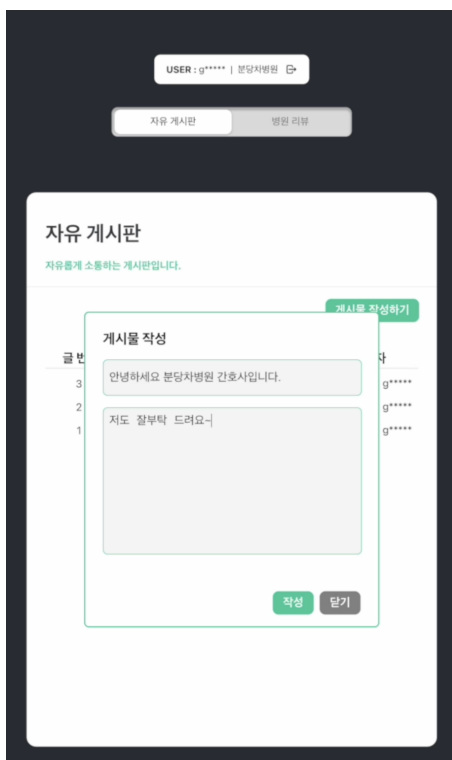 USER : g***** | 분당차병원
자유 게시판
병원 리뷰
자유 게시판
자유롭게 소통하는 게시판입니다.
게시물 작성하기
글 번
자
3 g*****
2 g*****
1 g*****
게시물 작성
안녕하세요 분당차병원 간호사입니다.
저도 잘부탁 드려요~
작성
닫기